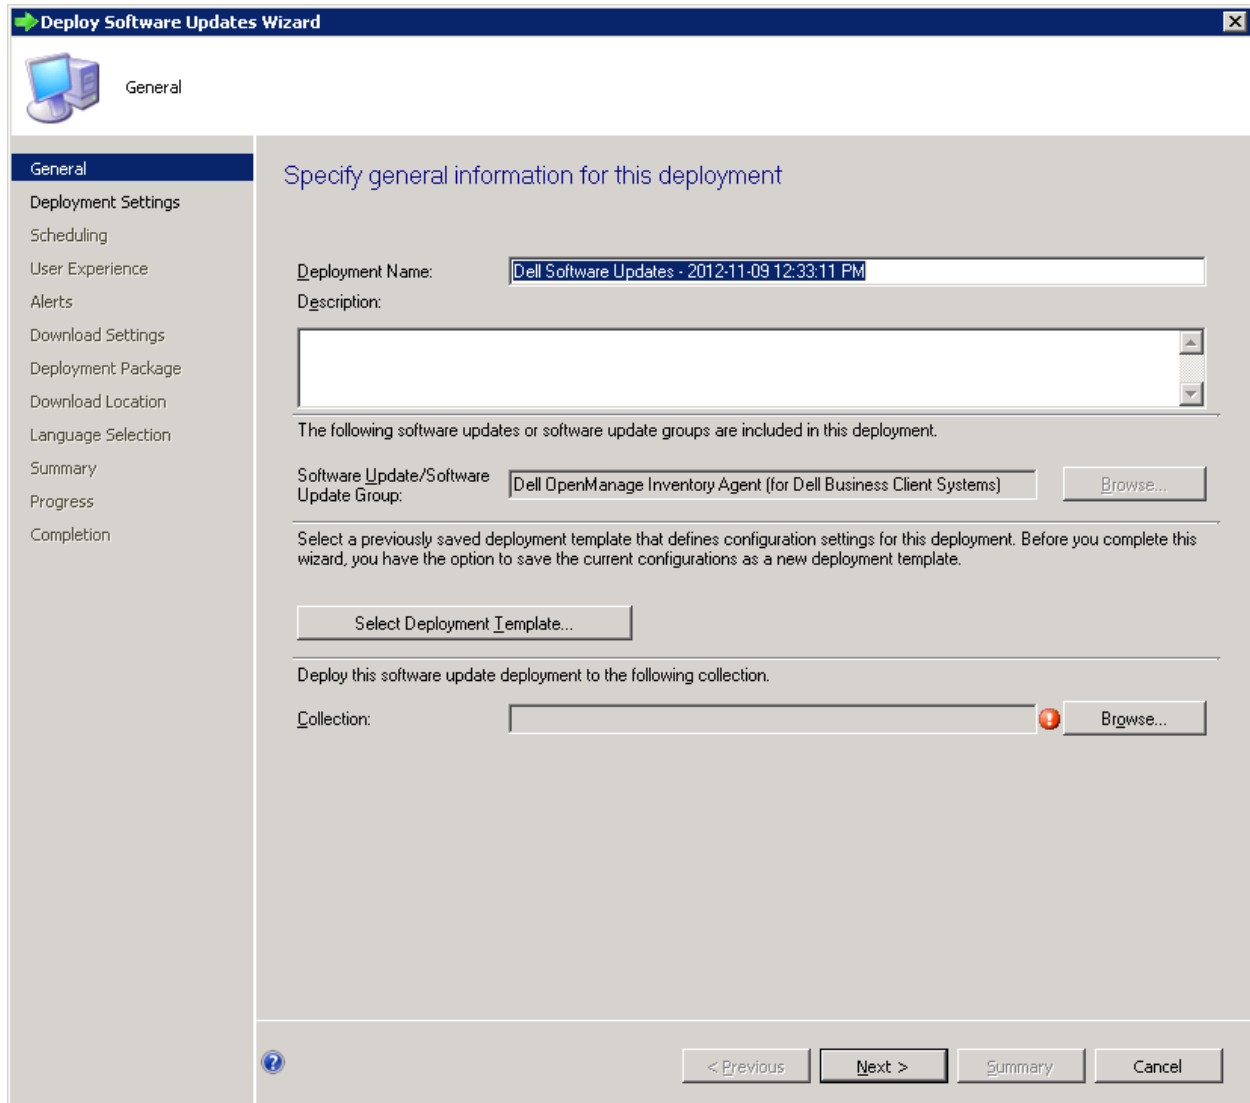 Deploy Software Updates Wizard
General
General
Deployment Settings
Scheduling
User Experience
Alerts
Download Settings
Deployment Package
Download Location
Language Selection
Summary
Progress
Completion
Specify general information for this deployment
Deployment Name:
Dell Software Updates - 2012-11-09 12:33:11 PM
Description:
The following software updates or software update groups are included in this deployment.
Software Update/Software
Update Group:
Dell OpenManage Inventory Agent (for Dell Business Client Systems)
Browse...
Select a previously saved deployment template that defines configuration settings for this deployment. Before you complete this
wizard, you have the option to save the current configurations as a new deployment template.
Select Deployment Template...
Deploy this software update deployment to the following collection.
Collection:
Browse...
< Previous
Next >
Summary
Cancel